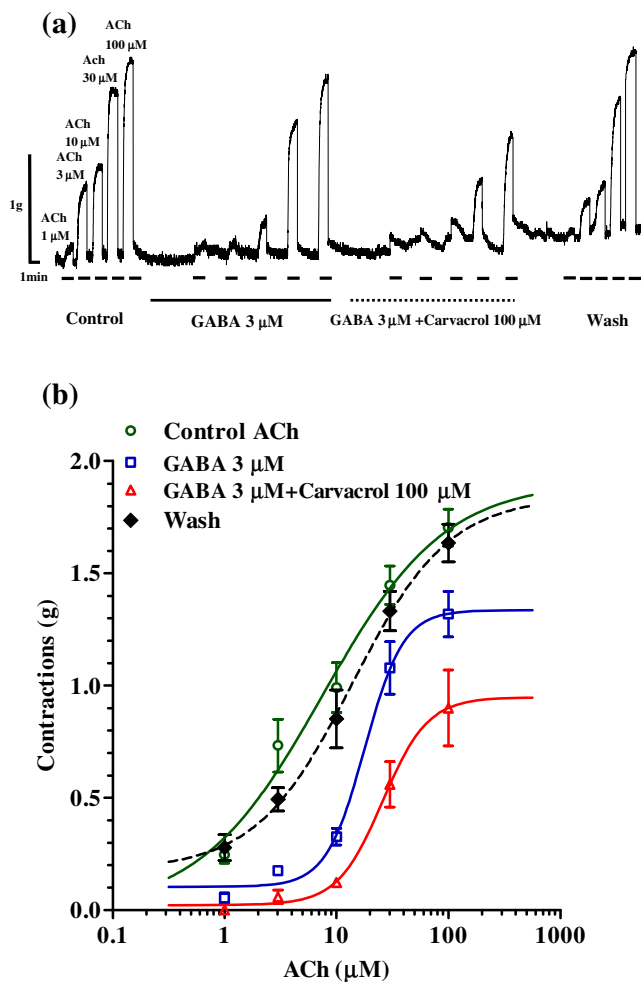 (a)
ACh
100 µM
Ach
30 µM
ACh
10 µM
ACh
3 µM
ACh
1 µM
1g
1min
Control
GABA 3 µM
GABA 3 µM +Carvacrol 100 µM
Wash
(b)
Control ACh
GABA 3 µM
GABA 3 µM+Carvacrol 100 µM
Wash
2.0
1.5
1.0
0.5
0.0
Contractions (g)
0.1
1
10
100
1000
ACh (µM)